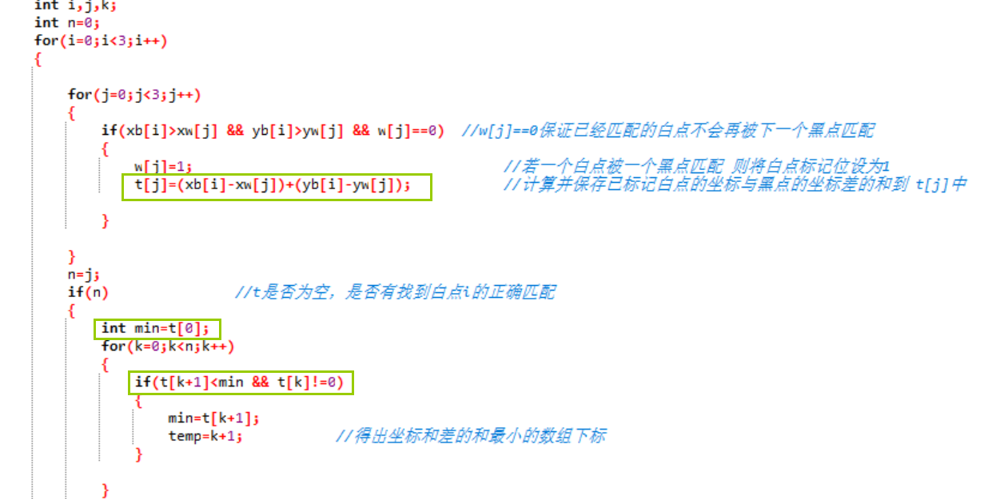 int i,j,k;
int n=0;
for(i=0;i<3;i++)
{
for(j=0;j<3;j++)
{
if(xb[i]>xw[j] && yb[i]>yw[j] && w[j]==0) //w[j]==0保证已经匹配的白点不会再被下一个黑点匹配
{
w[j]=1; //若一个白点被一个黑点匹配 则将白点标记位设为1
t[j]=(xb[i]-xw[j])+(yb[i]-yw[j]); //计算并保存已标记白点的坐标与黑点的坐标差的和到 t[j]中
}
}
n=j;
if(n) //t是否为空，是否有找到白点i的正确匹配
{
int min=t[0];
for(k=0;k<n;k++)
{
if(t[k+1]<min && t[k]!=0)
{
min=t[k+1];
temp=k+1; //得出坐标和差的和最小的数组下标
}
}